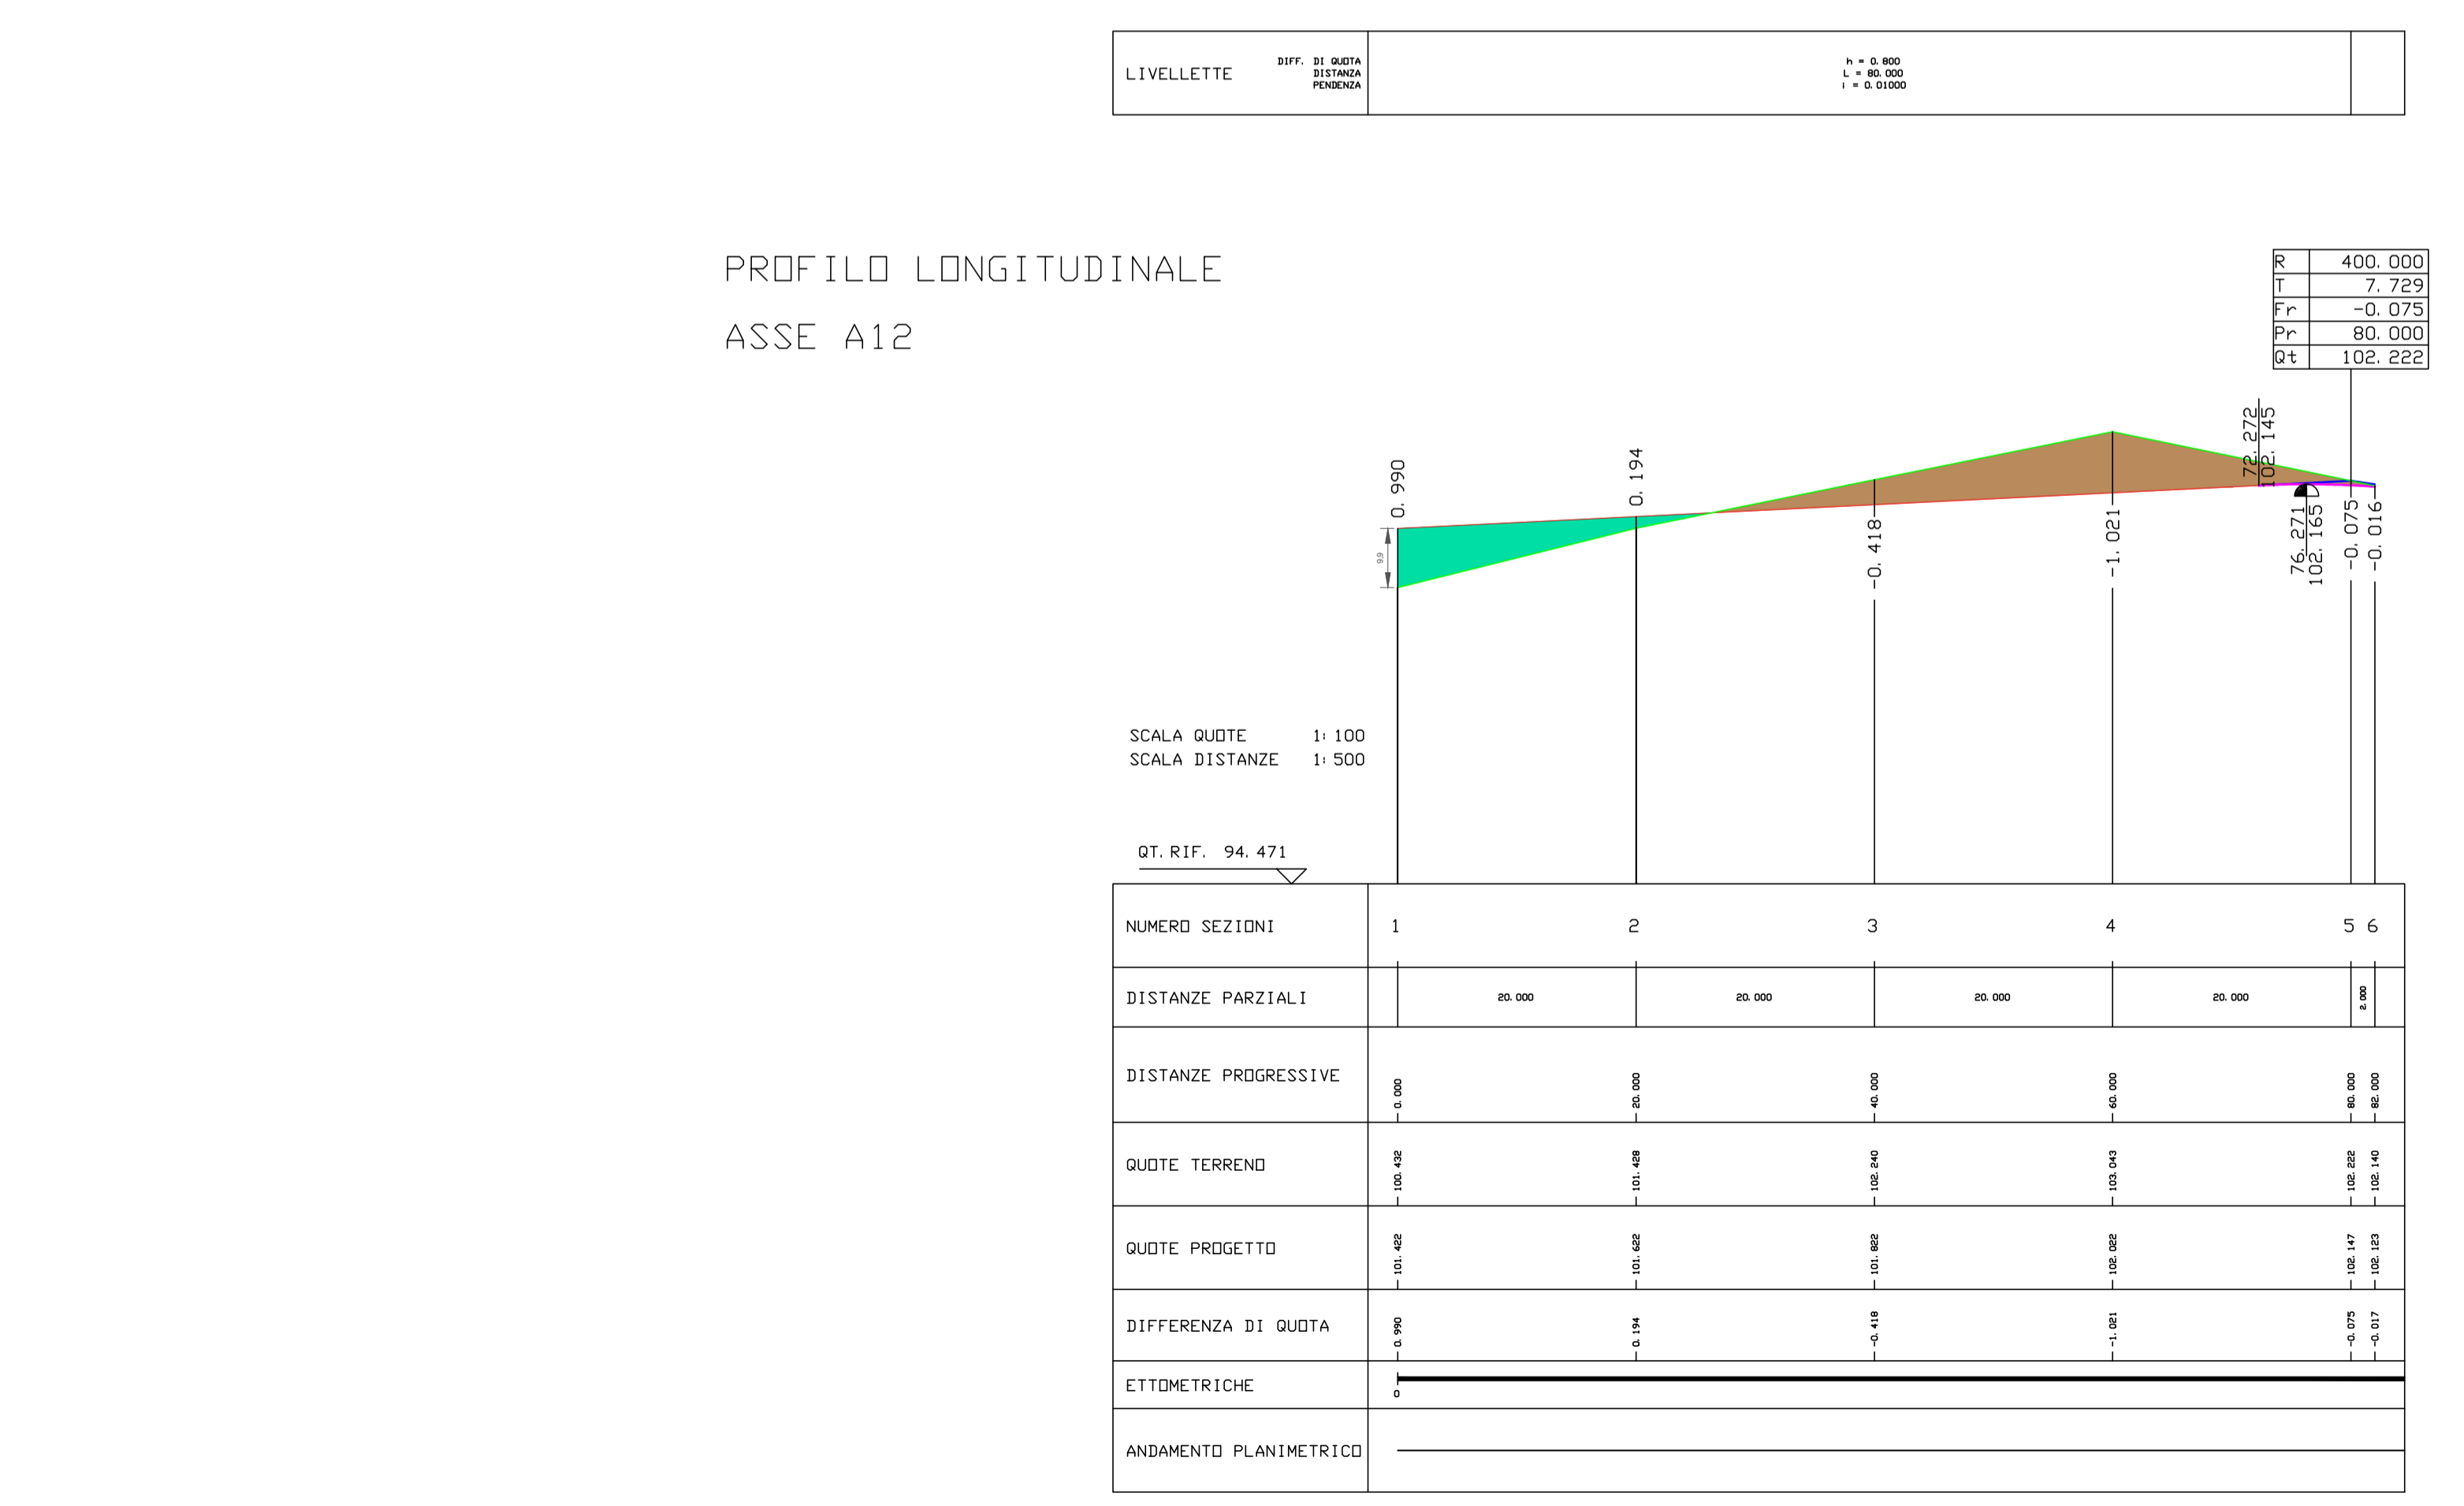 LIVELLETTE
DIFF. DI QUOTA
DISTANZA
PENDENZA
h = 0.800
L = 80.000
i = 0.01000
PROFILO LONGITUDINALE
ASSE A12
R 400.000
T 7.729
Fr -0.075
Pr 80.000
Qt 102.222
0.990
9.9
0.194
-0.418
-1.021
72.272
102.145
76.271
102.165
-0.075
-0.016
SCALA QUOTE 1:100
SCALA DISTANZE 1:500
QT.RIF. 94.471
NUMERO SEZIONI 1 2 3 4 5 6
DISTANZE PARZIALI 20.000 20.000 20.000 20.000 2.000
DISTANZE PROGRESSIVE 0.000 20.000 40.000 60.000 80.000 82.000
QUOTE TERRENO 100.432 101.428 102.240 103.043 102.222 102.140
QUOTE PROGETTO 101.422 101.622 101.822 102.022 102.147 102.123
DIFFERENZA DI QUOTA 0.990 0.194 -0.418 -1.021 -0.075 -0.017
ETTOMETRICHE 0
ANDAMENTO PLANIMETRICO